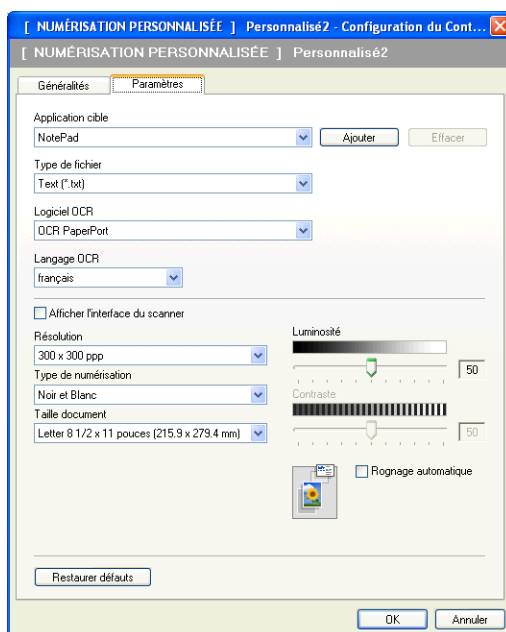 [ NUMÉRISATION PERSONNALISÉE ] Personnalisé2 - Configuration du Cont...
[ NUMÉRISATION PERSONNALISÉE ] Personnalisé2
Généralités Paramètres
Application cible
NotePad Ajouter Effacer
Type de fichier
Text (*.txt)
Logiciel OCR
OCR PaperPort
Langage OCR
français
Afficher l'interface du scanner
Résolution Luminosité
300 x 300 ppp
50
Type de numérisation
Noir et Blanc Contraste
Taille document
Letter 8 1/2 x 11 pouces (215.9 x 279.4 mm) 50
Rognage automatique
Restaurer défauts
OK Annuler